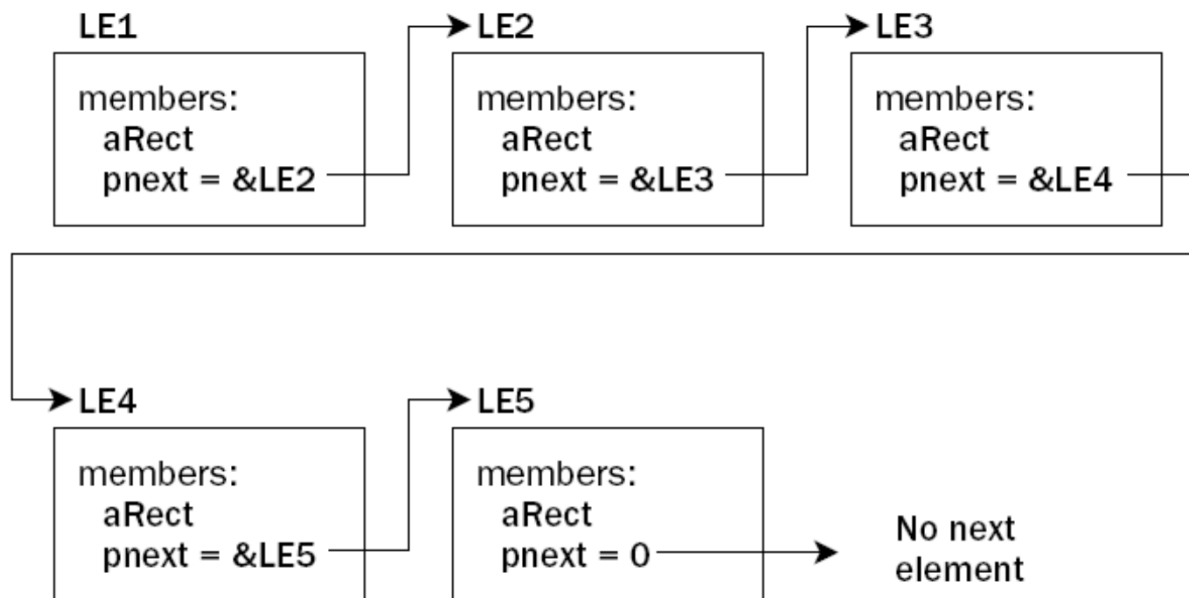 LE1
members:
aRect
pnext = &LE2
LE2
members:
aRect
pnext = &LE3
LE3
members:
aRect
pnext = &LE4
LE4
members:
aRect
pnext = &LE5
LE5
members:
aRect
pnext = 0
No next
element